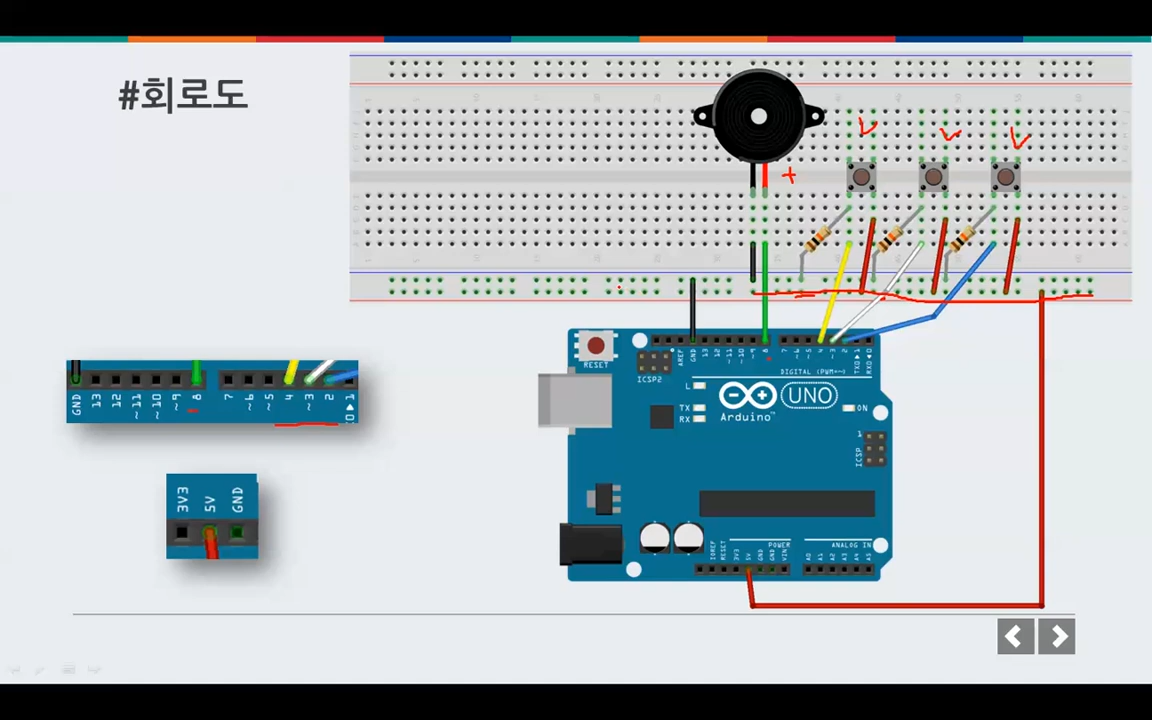 #회로도
+
RESET
ICSP2
AREF
GND
13
12
~11
~10
~9
8
7
~6
~5
4
~3
2
TX0▶1
RX0◀0
DIGITAL (PWM~)
L
TX
RX
UNO
Arduino
ON
1
ICSP
GND
13
12
~11
~10
~9
8
7
~6
~5
4
~3
2
1
3V3
5V
GND
POWER
ANALOG IN
IOREF
RESET
3V3
5V
GND
GND
VIN
A0
A1
A2
A3
A4
A5